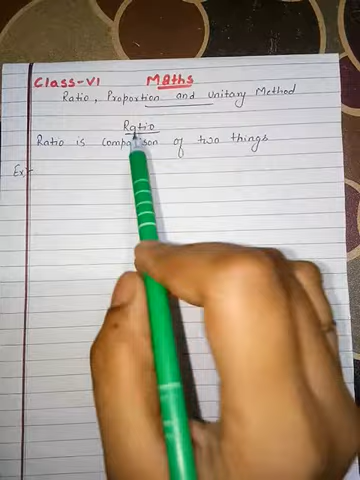 Class-VI Maths
Ratio, Proportion and Unitary Method
Ratio
Ratio is comparison of two things
Ex:-